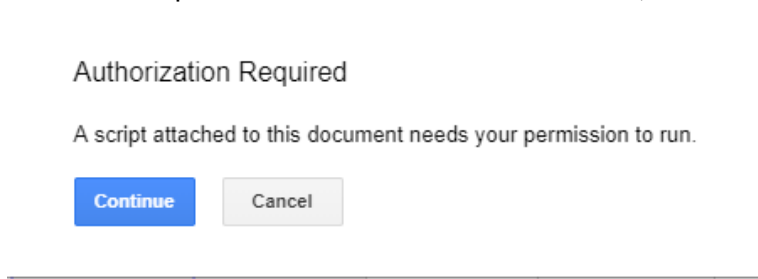 Authorization Required
A script attached to this document needs your permission to run.
Continue Cancel